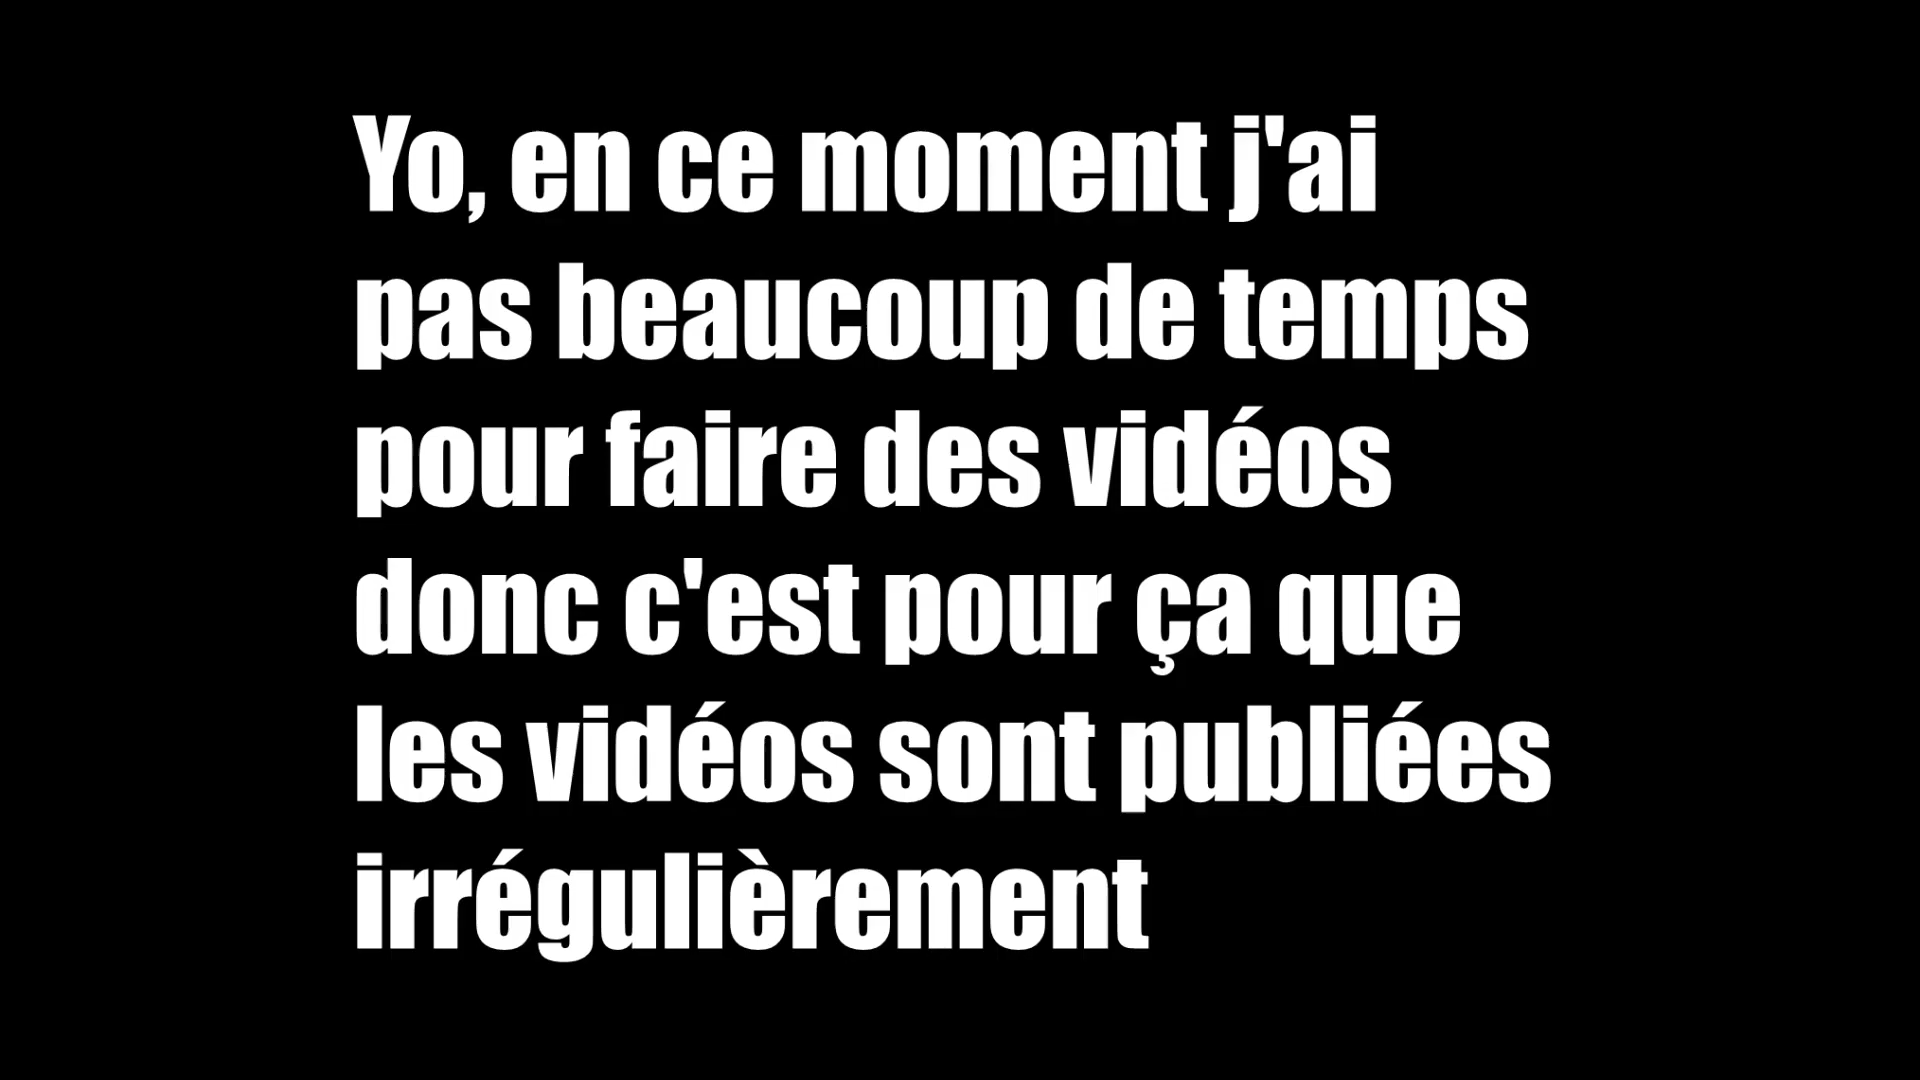 Yo, en ce moment j'ai
pas beaucoup de temps
pour faire des vidéos
donc c'est pour ça que
les vidéos sont publiées
irrégulièrement